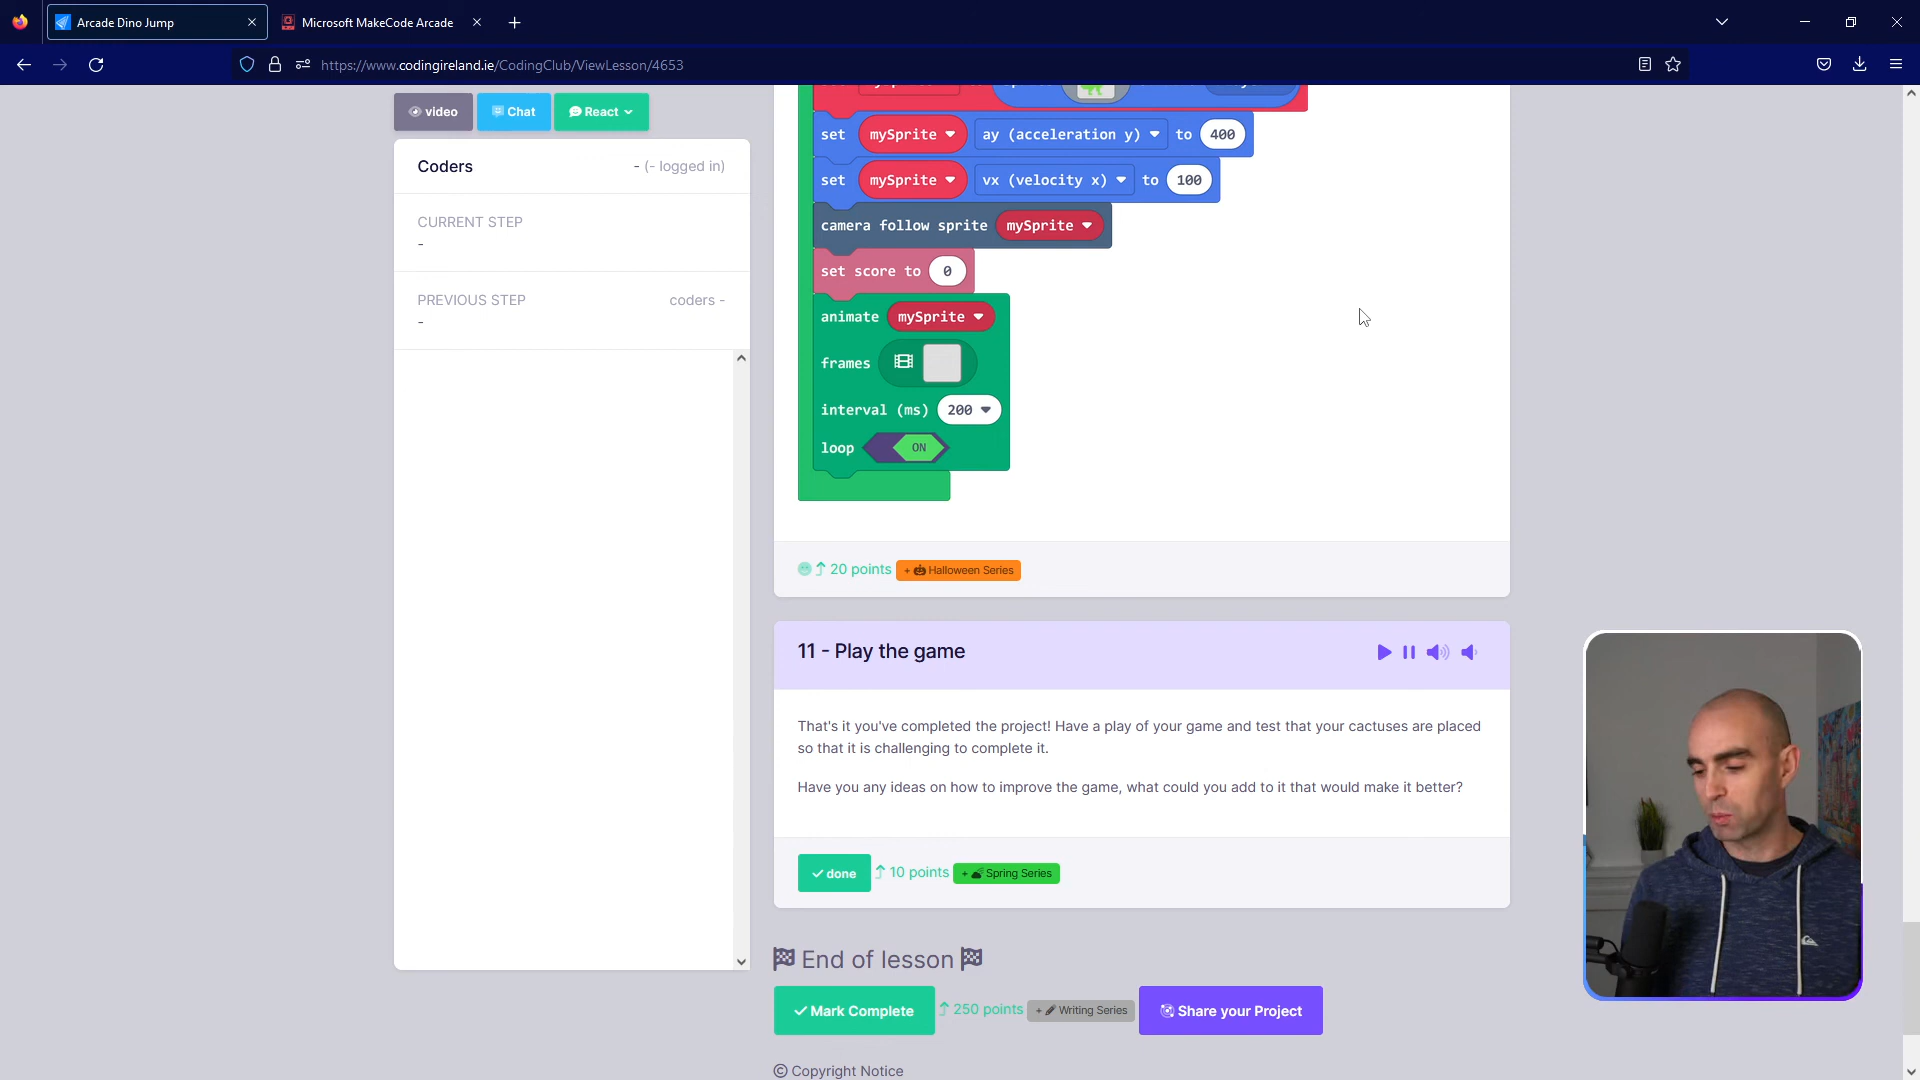 Arcade Dino Jump
Microsoft MakeCode Arcade
https://www.codingireland.ie/CodingClub/ViewLesson/4653
video
Chat
React
Coders
- (- logged in)
CURRENT STEP
-
PREVIOUS STEP
coders -
-
set mySprite ay (acceleration y) to 400
set mySprite vx (velocity x) to 100
camera follow sprite mySprite
set score to 0
animate mySprite
frames
interval (ms) 200
loop ON
20 points + Halloween Series
11 - Play the game
That's it you've completed the project! Have a play of your game and test that your cactuses are placed
so that it is challenging to complete it.
Have you any ideas on how to improve the game, what could you add to it that would make it better?
done 10 points + Spring Series
End of lesson
Mark Complete 250 points + Writing Series Share your Project
© Copyright Notice